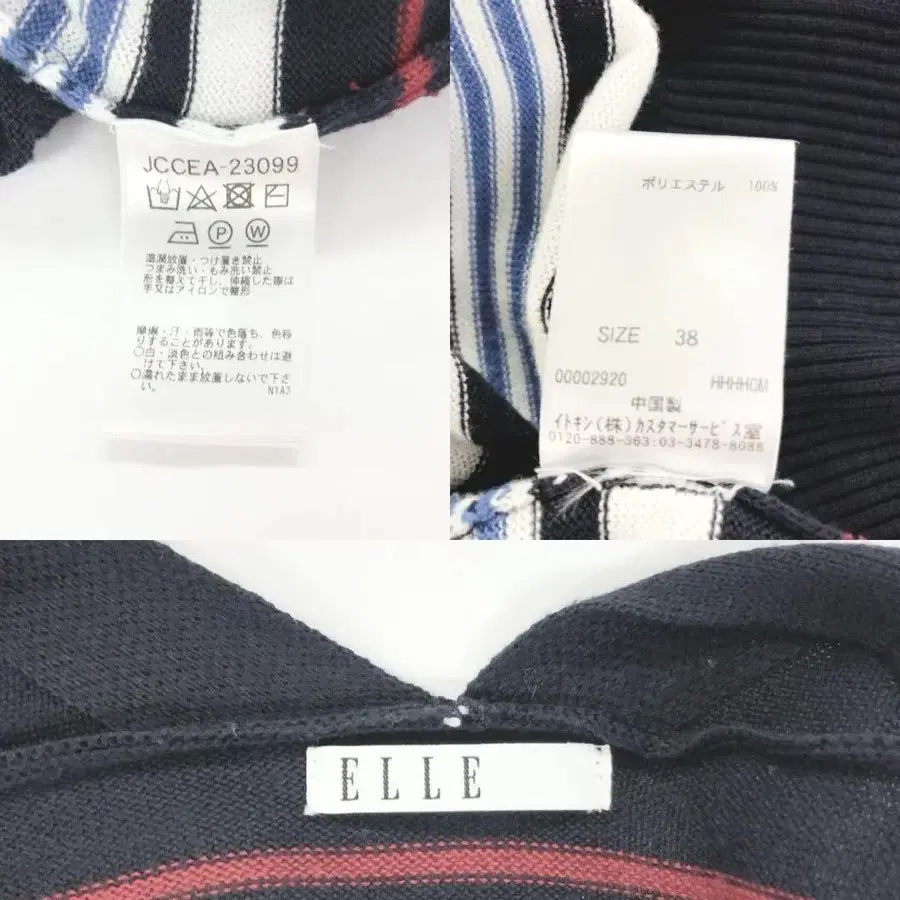 JCCEA-23099
P W
湿潤放置・つけ置き禁止
つまみ洗い・もみ洗い禁止
形を整えて干し、伸縮した際は
手又はアイロンで整形
摩擦・汗・雨等で色落ち、色移
りすることがあります。
〇白・淡色との組み合わせは避
けて下さい。
〇濡れたまま放置しないで下さ
い。
N1A3
ポリエステル 100%
SIZE 38
00002920 HHHHGM
中国製
イトキン(株)カスタマーサービス室
0120-888-363:03-3478-8088
ELLE